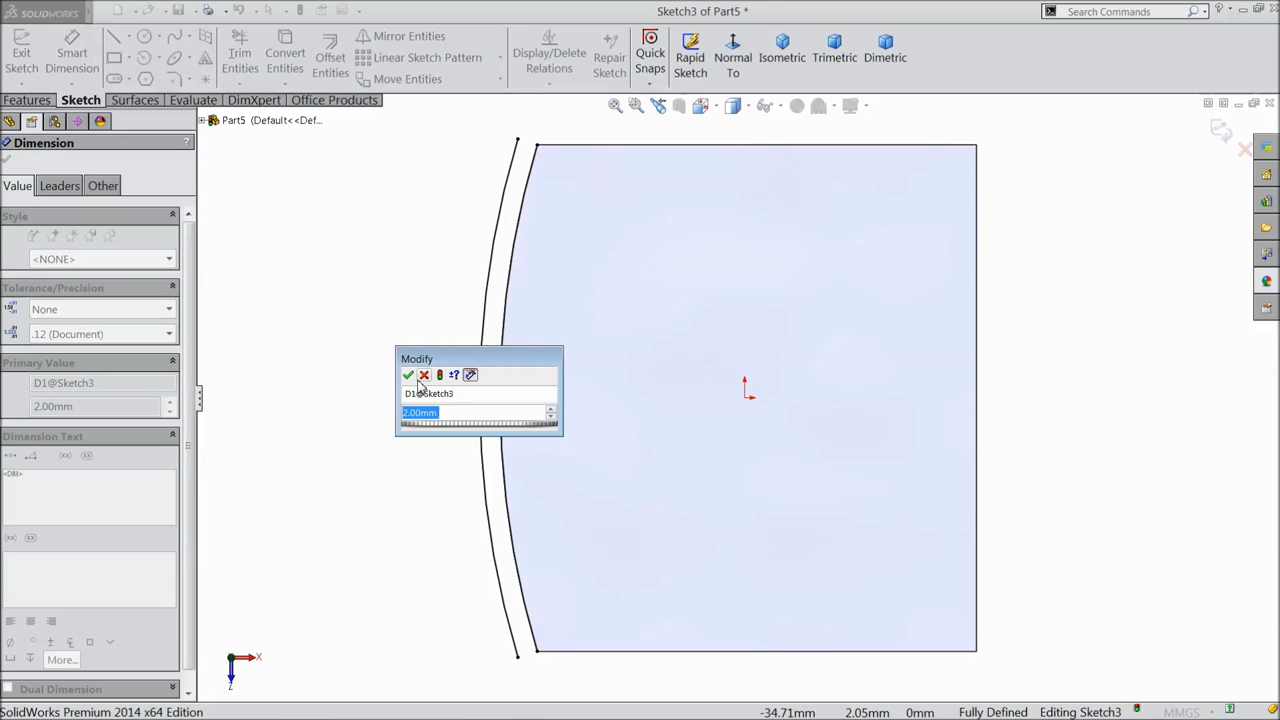 SOLIDWORKS
Sketch3 of Part5 *
Search Commands
Exit Sketch
Smart Dimension
Trim Entities
Convert Entities
Offset Entities
Mirror Entities
Linear Sketch Pattern
Move Entities
Display/Delete Relations
Repair Sketch
Quick Snaps
Rapid Sketch
Normal To
Isometric
Trimetric
Dimetric
Features
Sketch
Surfaces
Evaluate
DimXpert
Office Products
Part5 (Default<<Def...
Dimension
?
Value
Leaders
Other
Style
<NONE>
Tolerance/Precision
None
.12 (Document)
Primary Value
D1@Sketch3
2.00mm
Dimension Text
<DIM>
More...
Dual Dimension
Modify
D1@Sketch3
2.00mm
X
Z
SolidWorks Premium 2014 x64 Edition
-34.71mm
2.05mm
0mm
Fully Defined
Editing Sketch3
MMGS